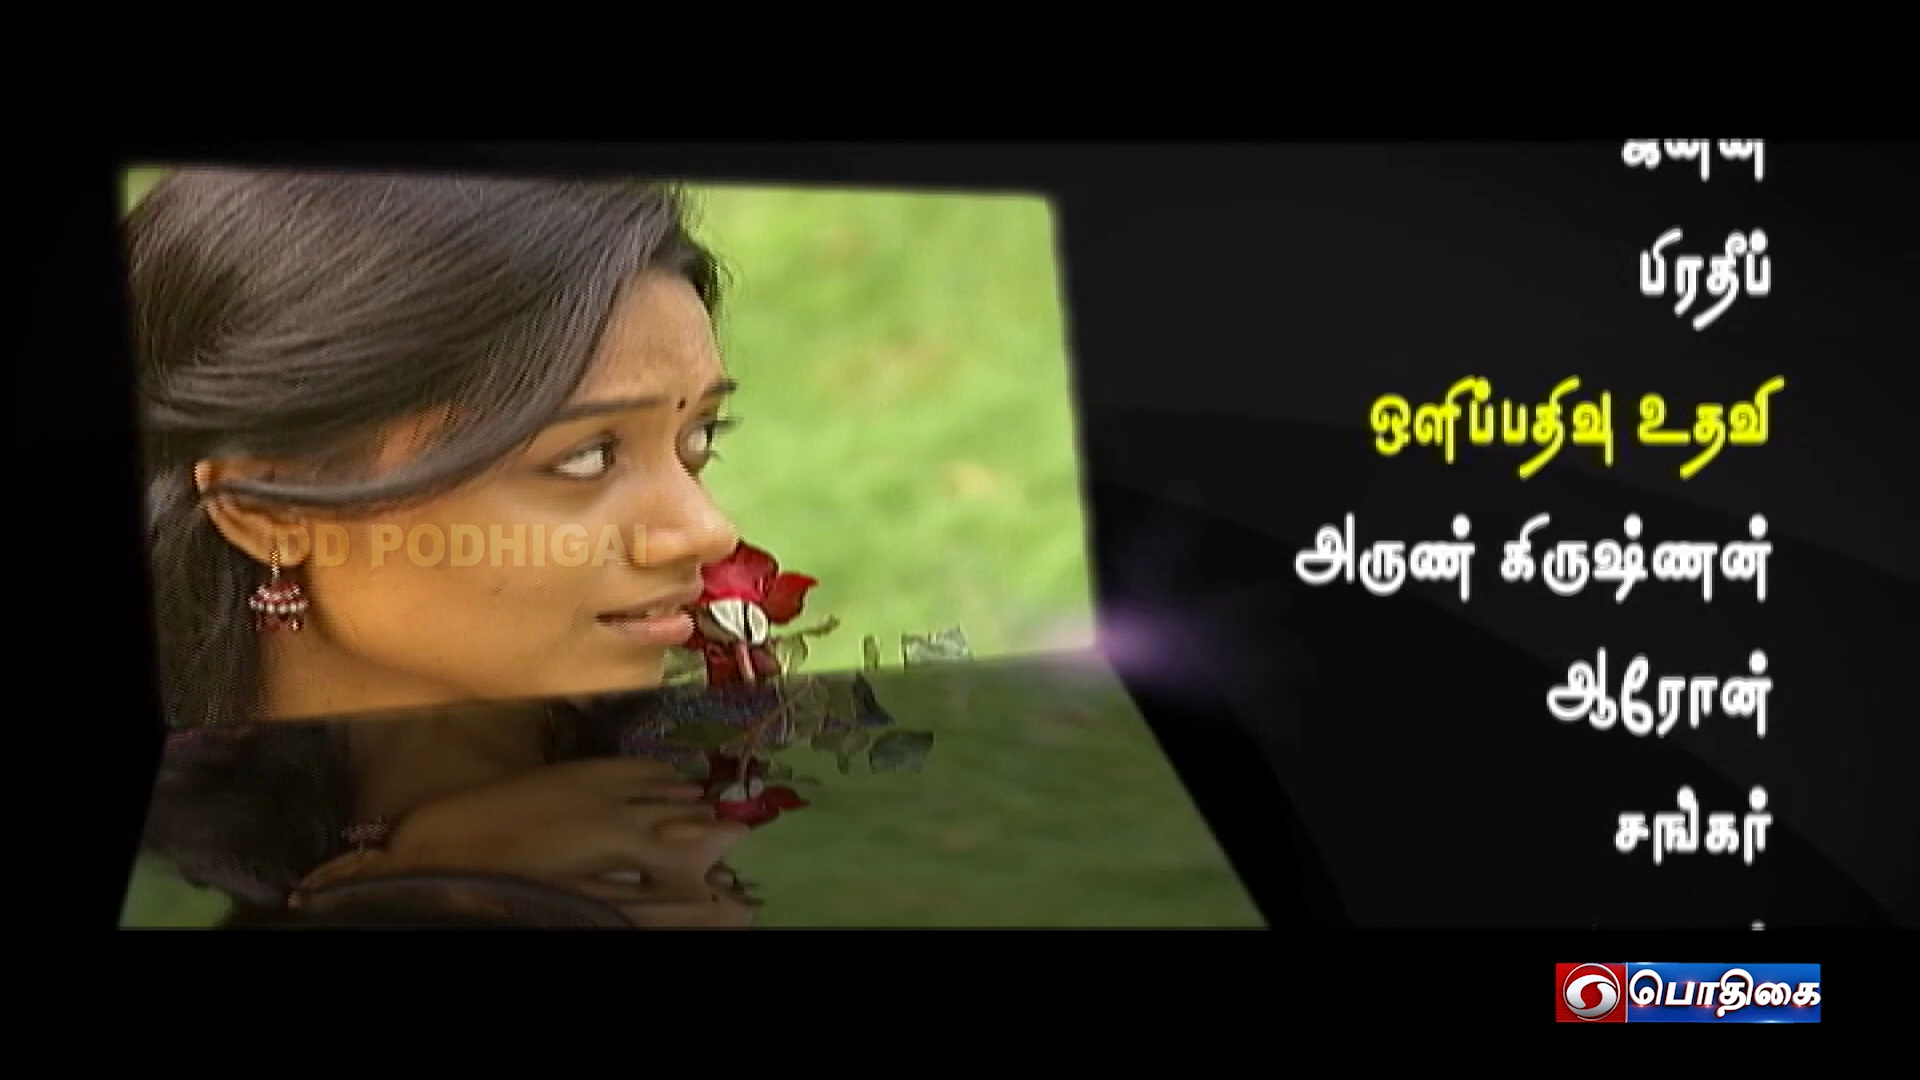 பிரதீப்
ஒளிப்பதிவு உதவி
அருண் கிருஷ்ணன்
ஆரோன்
சங்கர்
DD PODHIGAI
பொதிகை